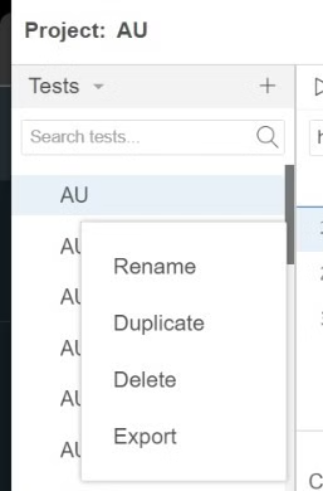 Project: AU
Tests
Search tests...
AU
AU
Rename
AU
Duplicate
AU
Delete
AU
Export
AU